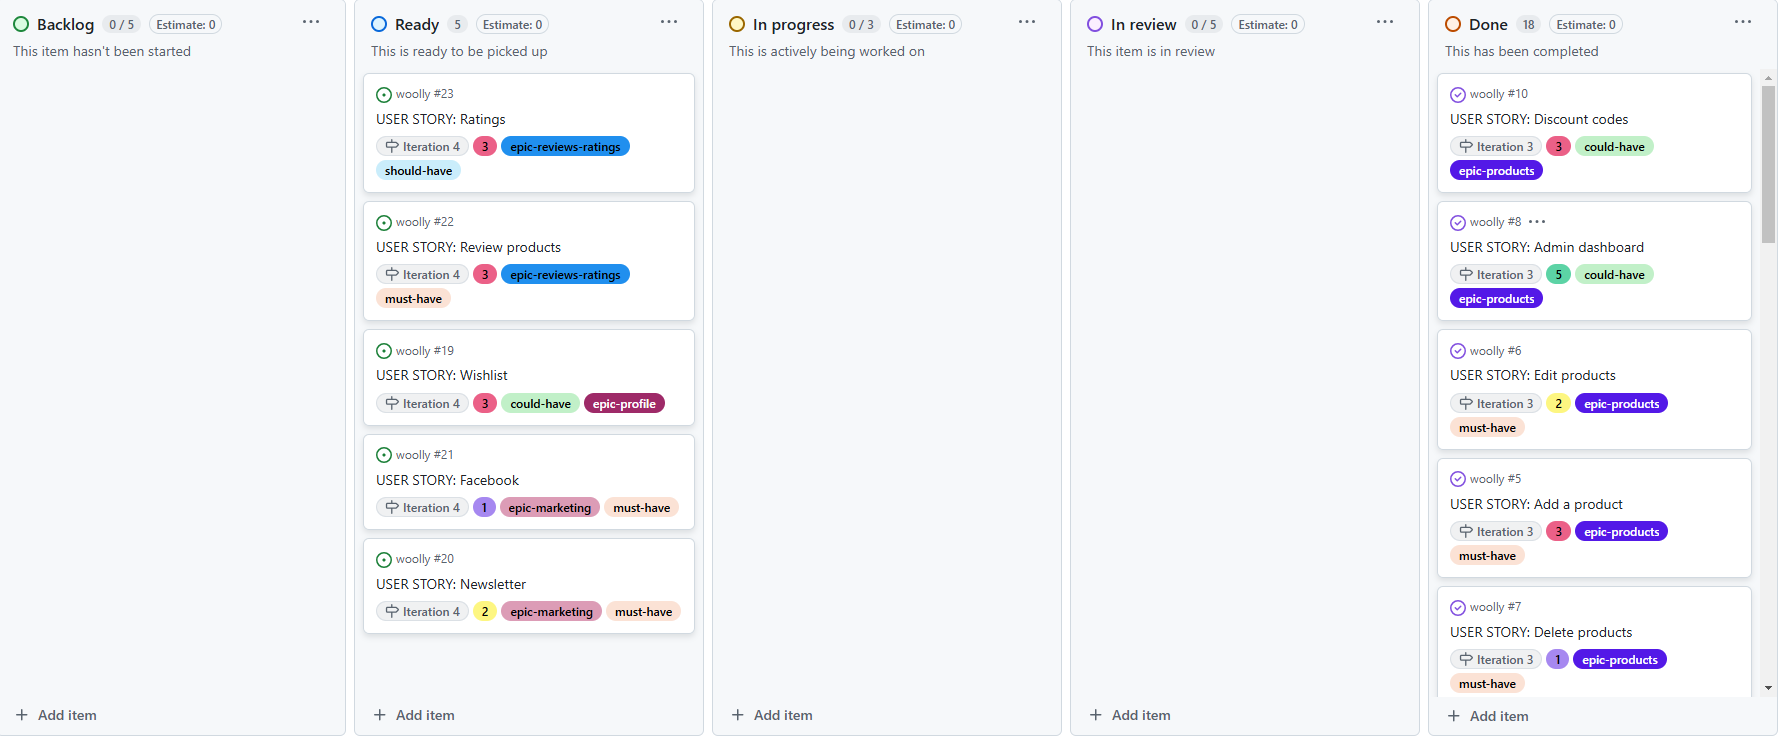 Backlog 0 / 5 Estimate: 0
This item hasn't been started
Add item
Ready 5 Estimate: 0
This is ready to be picked up
woolly #23
USER STORY: Ratings
Iteration 4 3 epic-reviews-ratings
should-have
woolly #22
USER STORY: Review products
Iteration 4 3 epic-reviews-ratings
must-have
woolly #19
USER STORY: Wishlist
Iteration 4 3 could-have epic-profile
woolly #21
USER STORY: Facebook
Iteration 4 1 epic-marketing must-have
woolly #20
USER STORY: Newsletter
Iteration 4 2 epic-marketing must-have
Add item
In progress 0 / 3 Estimate: 0
This is actively being worked on
Add item
In review 0 / 5 Estimate: 0
This item is in review
Add item
Done 18 Estimate: 0
This has been completed
woolly #10
USER STORY: Discount codes
Iteration 3 3 could-have
epic-products
woolly #8
USER STORY: Admin dashboard
Iteration 3 5 could-have
epic-products
woolly #6
USER STORY: Edit products
Iteration 3 2 epic-products
must-have
woolly #5
USER STORY: Add a product
Iteration 3 3 epic-products
must-have
woolly #7
USER STORY: Delete products
Iteration 3 1 epic-products
must-have
Add item